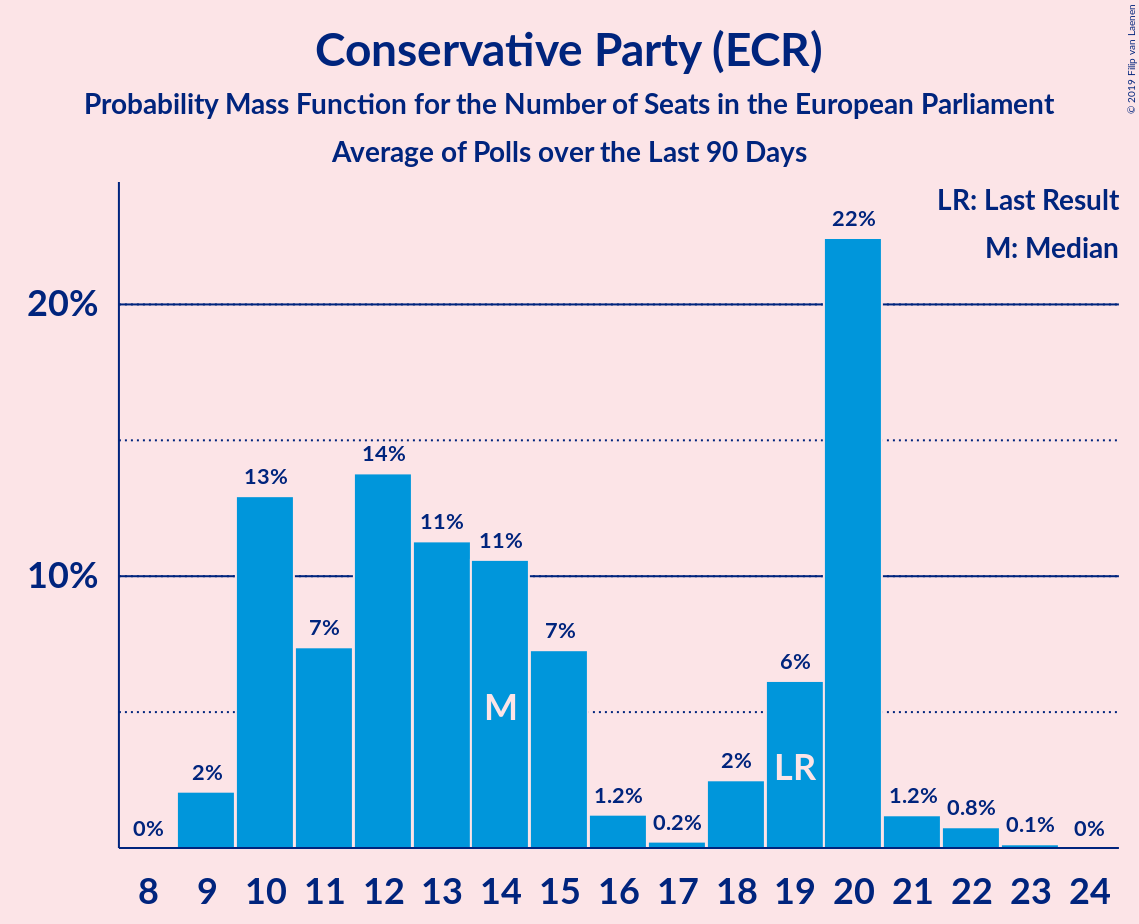 Conservative Party (ECR)
Probability Mass Function for the Number of Seats in the European Parliament
Average of Polls over the Last 90 Days
© 2019 Filip van Laenen
LR: Last Result
M: Median
20%
10%
0%
2%
13%
7%
14%
11%
11%
7%
1.2%
0.2%
2%
6%
22%
1.2%
0.8%
0.1%
0%
M
LR
8 9 10 11 12 13 14 15 16 17 18 19 20 21 22 23 24